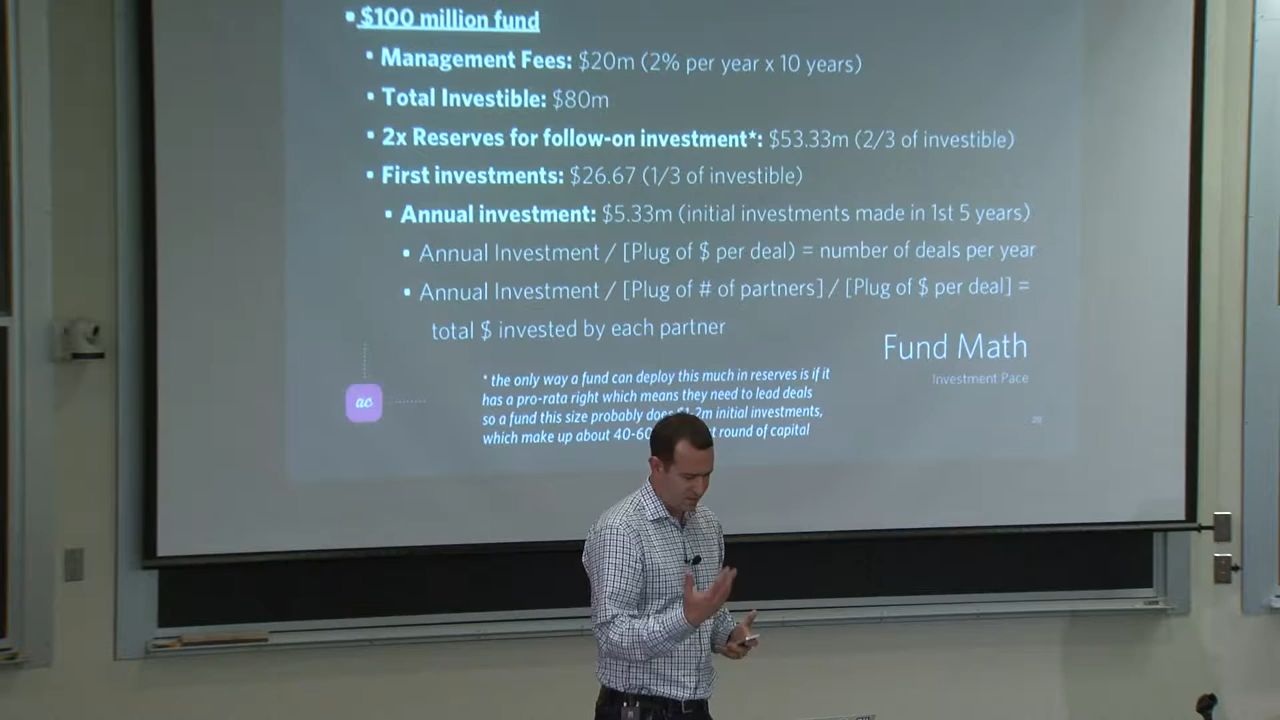 ▪ $100 million fund
▪ Management Fees: $20m (2% per year x 10 years)
▪ Total Investible: $80m
▪ 2x Reserves for follow-on investment*: $53.33m (2/3 of investible)
▪ First investments: $26.67 (1/3 of investible)
▪ Annual investment: $5.33m (initial investments made in 1st 5 years)
▪ Annual Investment / [Plug of $ per deal) = number of deals per year
▪ Annual Investment / [Plug of # of partners] / [Plug of $ per deal] =
total $ invested by each partner
Fund Math
Investment Pace
* the only way a fund can deploy this much in reserves is if it
has a pro-rata right which means they need to lead deals
so a fund this size probably does $1-2m initial investments,
which make up about 40-60 round of capital
ac